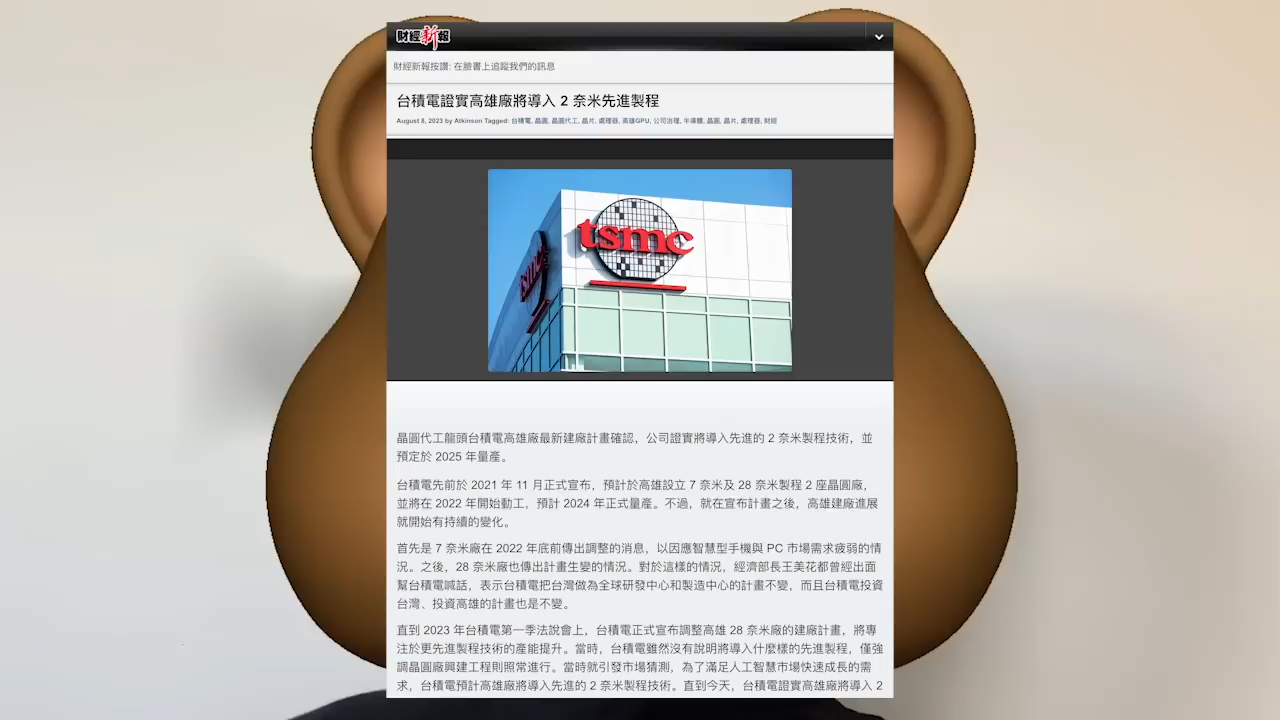 財經新報
財經新報按讚: 在臉書上追蹤我們的訊息
台積電證實高雄廠將導入 2 奈米先進製程
August 8, 2023 by Atkinson Tagged: 台積電, 晶圓, 晶圓代工, 晶片, 處理器, 高雄GPU, 公司治理, 半導體, 晶圓, 晶片, 處理器, 財經
tsmc
tsmc
晶圓代工龍頭台積電高雄廠最新建廠計畫確認，公司證實將導入先進的 2 奈米製程技術，並
預定於 2025 年量產。
台積電先前於 2021 年 11 月正式宣布，預計於高雄設立 7 奈米及 28 奈米製程 2 座晶圓廠，
並將在 2022 年開始動工，預計 2024 年正式量產。不過，就在宣布計畫之後，高雄建廠進展
就開始有持續的變化。
首先是 7 奈米廠在 2022 年底前傳出調整的消息，以因應智慧型手機與 PC 市場需求疲弱的情
況。之後，28 奈米廠也傳出計畫生變的情況。對於這樣的情況，經濟部長王美花都曾經出面
幫台積電喊話，表示台積電把台灣做為全球研發中心和製造中心的計畫不變，而且台積電投資
台灣、投資高雄的計畫也是不變。
直到 2023 年台積電第一季法說會上，台積電正式宣布調整高雄 28 奈米廠的建廠計畫，將專
注於更先進製程技術的產能提升。當時，台積電雖然沒有說明將導入什麼樣的先進製程，僅強
調晶圓廠興建工程則照常進行。當時就引發市場猜測，為了滿足人工智慧市場快速成長的需
求，台積電預計高雄廠將導入先進的 2 奈米製程技術。直到今天，台積電證實高雄廠將導入 2